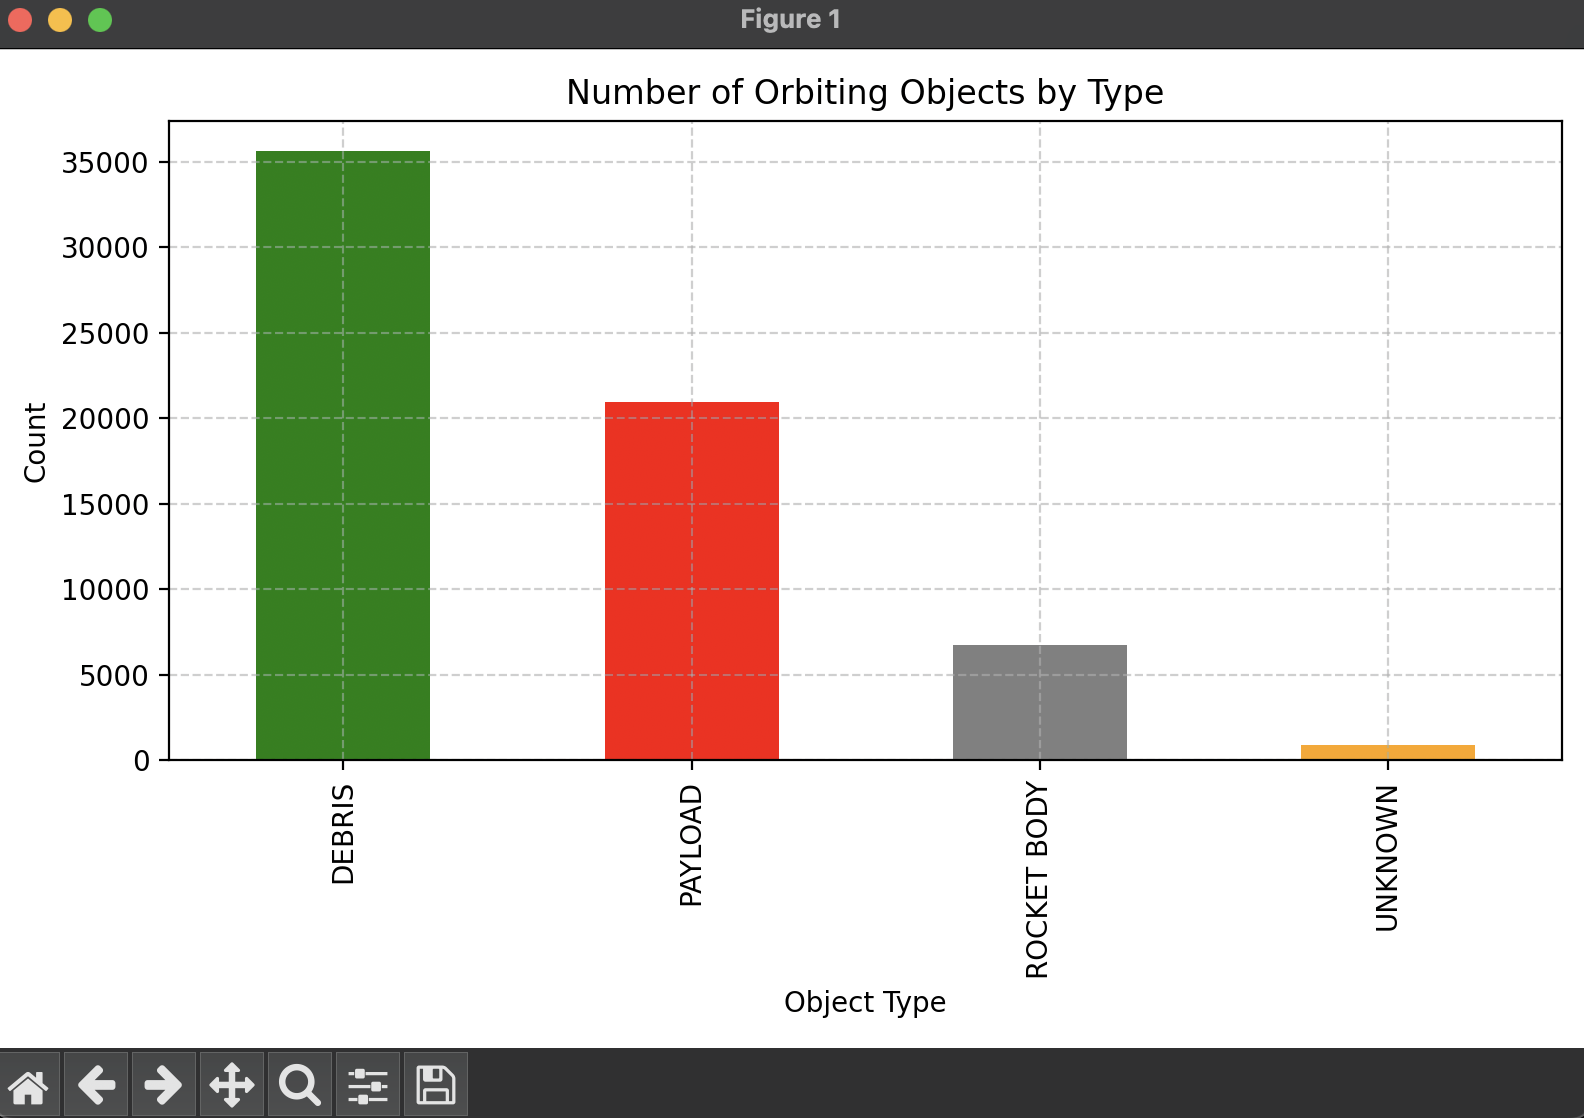 Figure 1
Number of Orbiting Objects by Type
35000
30000
25000
20000
15000
10000
5000
0
Count
DEBRIS
PAYLOAD
ROCKET BODY
UNKNOWN
Object Type